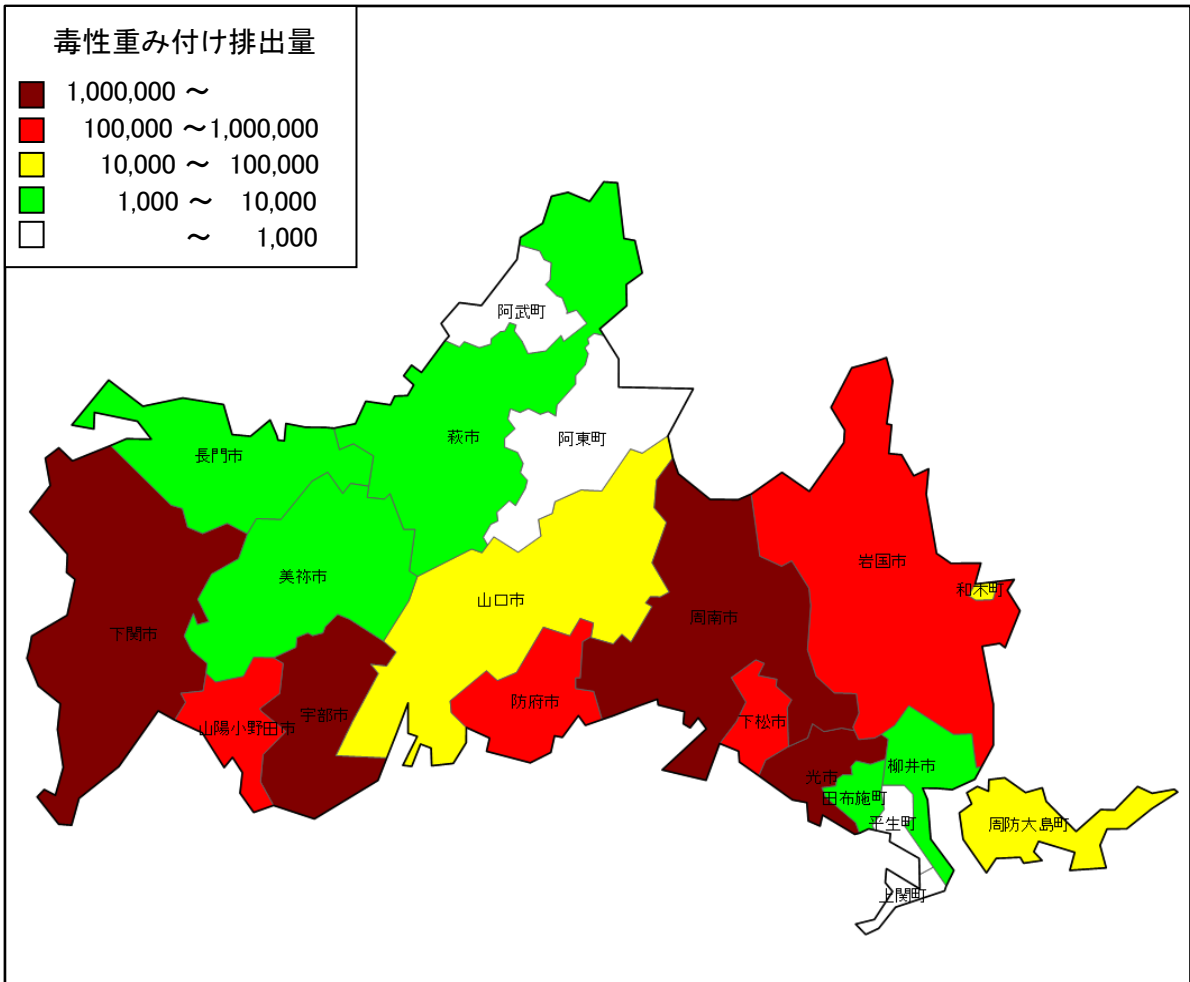 毒性重み付け排出量
1,000,000 ～
100,000 ～1,000,000
10,000 ～ 100,000
1,000 ～ 10,000
～ 1,000
阿武町
萩市
阿東町
長門市
岩国市
美祢市
和木町
山口市
周南市
下関市
防府市
宇部市
下松市
山陽小野田市
柳井市
光市
田布施町
平生町
周防大島町
上関町